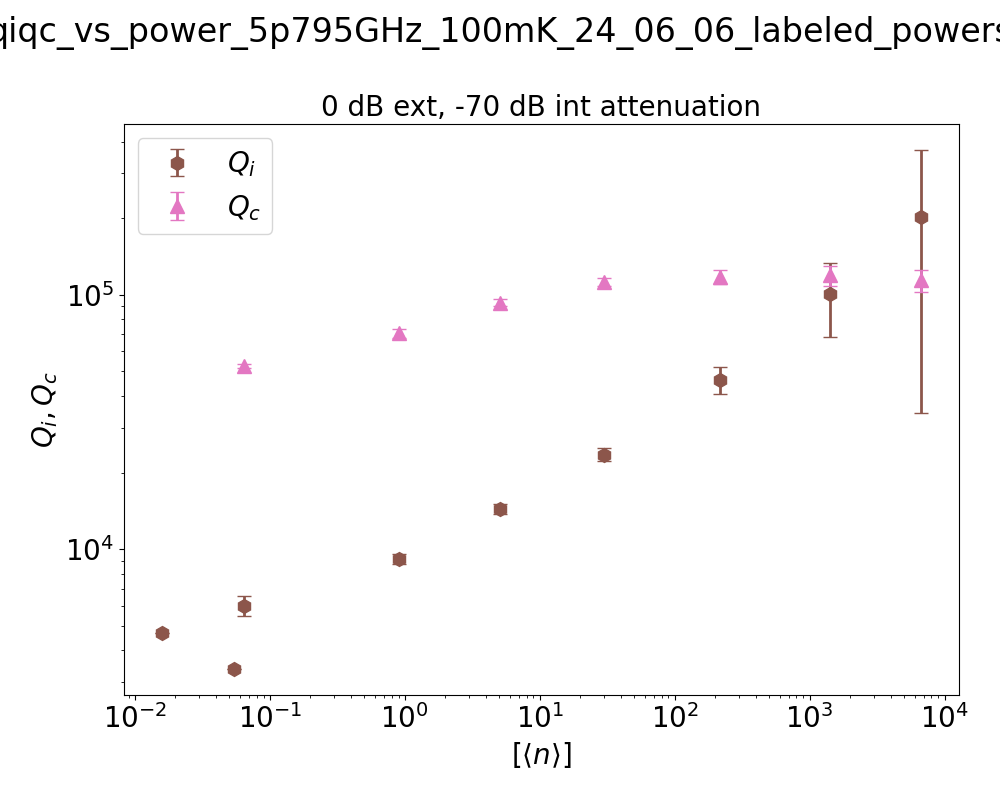 qiqc_vs_power_5p795GHz_100mK_24_06_06_labeled_powers
0 dB ext, -70 dB int attenuation
Q_i
Q_c
10^5
10^4
Q_i, Q_c
10^{-2} 10^{-1} 10^0 10^1 10^2 10^3 10^4
[⟨n⟩]